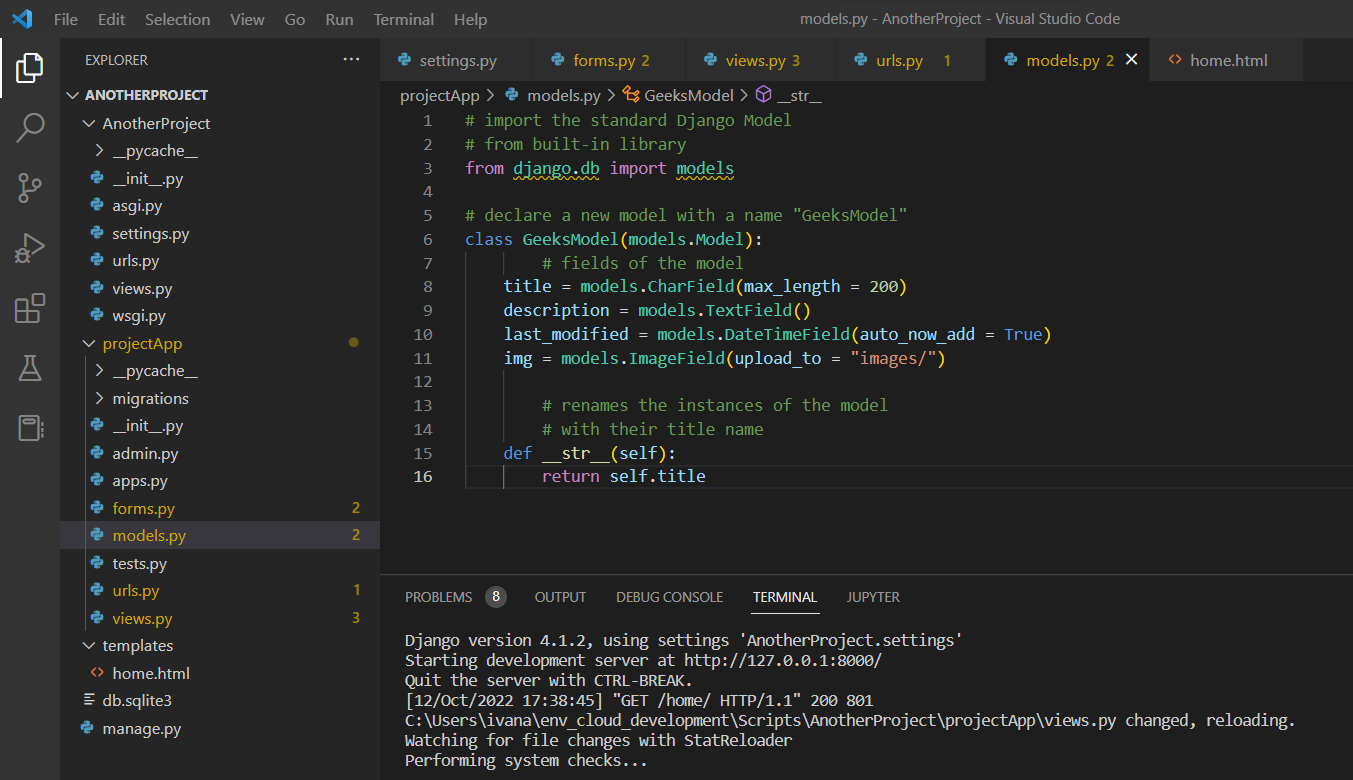 File Edit Selection View Go Run Terminal Help
models.py - AnotherProject - Visual Studio Code
EXPLORER ...
ANOTHERPROJECT
AnotherProject
__pycache__
__init__.py
asgi.py
settings.py
urls.py
views.py
wsgi.py
projectApp
__pycache__
migrations
__init__.py
admin.py
apps.py
forms.py 2
models.py 2
tests.py
urls.py 1
views.py 3
templates
home.html
db.sqlite3
manage.py
settings.py forms.py 2 views.py 3 urls.py 1 models.py 2 home.html
projectApp > models.py > GeeksModel > __str__
1 # import the standard Django Model
2 # from built-in library
3 from django.db import models
4
5 # declare a new model with a name "GeeksModel"
6 class GeeksModel(models.Model):
7 # fields of the model
8 title = models.CharField(max_length = 200)
9 description = models.TextField()
10 last_modified = models.DateTimeField(auto_now_add = True)
11 img = models.ImageField(upload_to = "images/")
12
13 # renames the instances of the model
14 # with their title name
15 def __str__(self):
16 return self.title
PROBLEMS 8 OUTPUT DEBUG CONSOLE TERMINAL JUPYTER
Django version 4.1.2, using settings 'AnotherProject.settings'
Starting development server at http://127.0.0.1:8000/
Quit the server with CTRL-BREAK.
[12/Oct/2022 17:38:45] "GET /home/ HTTP/1.1" 200 801
C:\Users\ivana\env_cloud_development\Scripts\AnotherProject\projectApp\views.py changed, reloading.
Watching for file changes with StatReloader
Performing system checks...